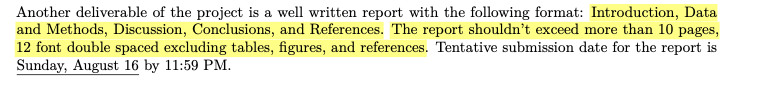 Another deliverable of the project is a well written report with the following format: Introduction, Data
and Methods, Discussion, Conclusions, and References. The report shouldn't exceed more than 10 pages,
12 font double spaced excluding tables, figures, and references. Tentative submission date for the report is
Sunday, August 16 by 11:59 PM.